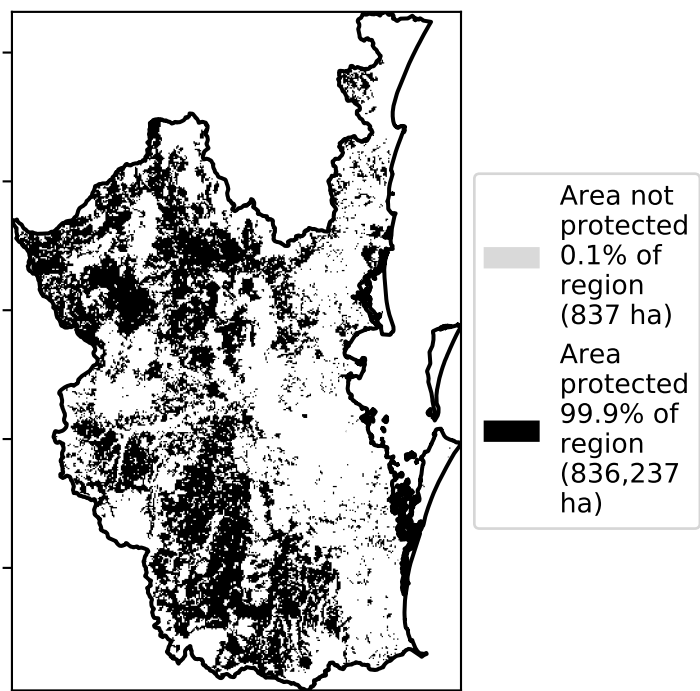 Area not
protected
0.1% of
region
(837 ha)
Area
protected
99.9% of
region
(836,237
ha)